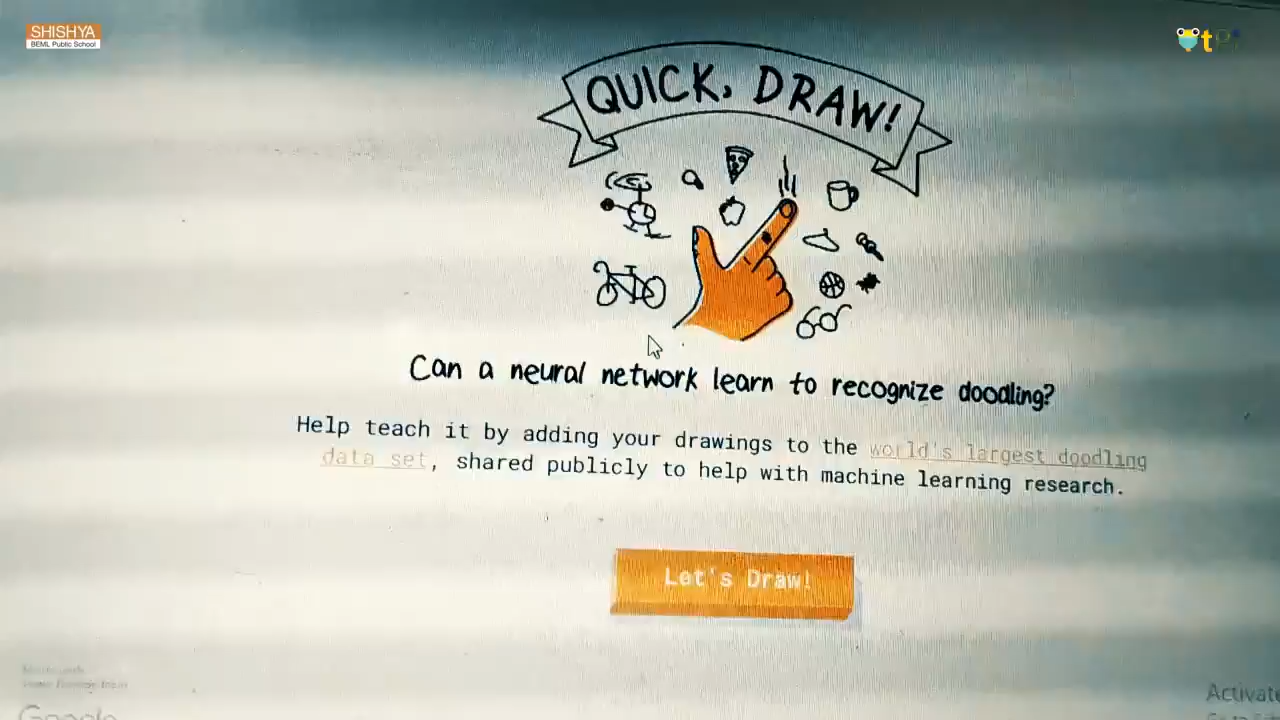 SHISHYA
BEML Public School
QUICK, DRAW!
Can a neural network learn to recognize doodling?
Help teach it by adding your drawings to the world's largest doodling
data set, shared publicly to help with machine learning research.
Let's Draw!
Google
Activate